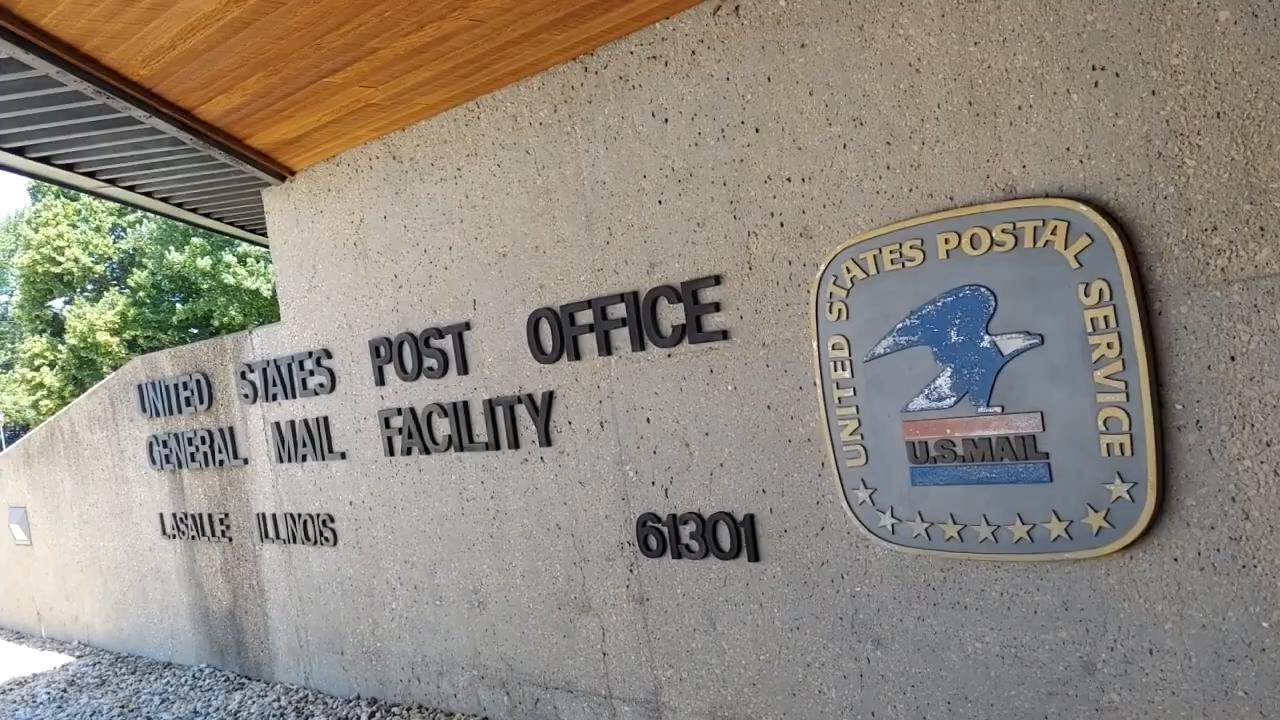 UNITED STATES POST OFFICE
GENERAL MAIL FACILITY
LASALLE ILLINOIS
61301
UNITED STATES POSTAL SERVICE
U.S.MAIL